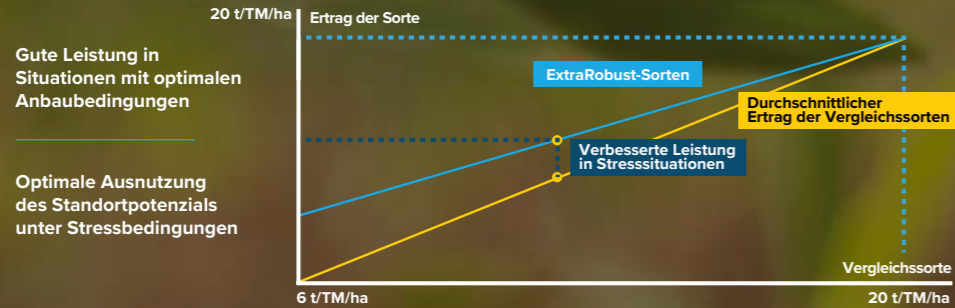 20 t/TM/ha
Ertrag der Sorte
Gute Leistung in
Situationen mit optimalen
Anbaubedingungen
ExtraRobust-Sorten
Durchschnittlicher
Ertrag der Vergleichssorten
Verbesserte Leistung
in Stresssituationen
Optimale Ausnutzung
des Standortpotenzials
unter Stressbedingungen
Vergleichssorte
6 t/TM/ha
20 t/TM/ha